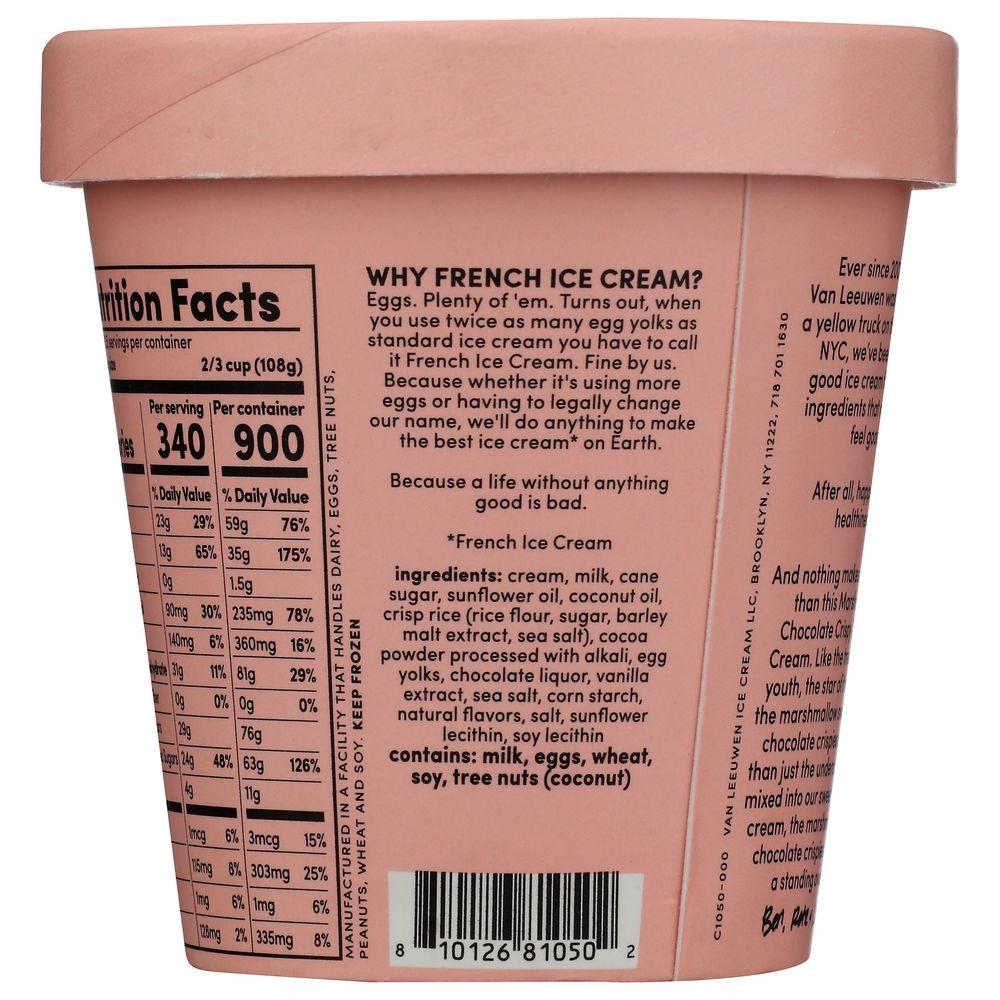 Nutrition Facts
servings per container
2/3 cup (108g)
Per serving Per container
340 900
% Daily Value % Daily Value
23g 29% 59g 76%
13g 65% 35g 175%
0g 1.5g
90mg 30% 235mg 78%
140mg 6% 360mg 16%
31g 11% 81g 29%
0g 0% 0g 0%
29g 76g
24g 48% 63g 126%
4g 11g
1mcg 6% 3mcg 15%
115mg 8% 303mg 25%
1mg 6% 1mg 6%
128mg 2% 335mg 8%
MANUFACTURED IN A FACILITY THAT HANDLES DAIRY, EGGS, TREE NUTS,
PEANUTS, WHEAT AND SOY. KEEP FROZEN
WHY FRENCH ICE CREAM?
Eggs. Plenty of 'em. Turns out, when
you use twice as many egg yolks as
standard ice cream you have to call
it French Ice Cream. Fine by us.
Because whether it's using more
eggs or having to legally change
our name, we'll do anything to make
the best ice cream* on Earth.
Because a life without anything
good is bad.
*French Ice Cream
ingredients: cream, milk, cane
sugar, sunflower oil, coconut oil,
crisp rice (rice flour, sugar, barley
malt extract, sea salt), cocoa
powder processed with alkali, egg
yolks, chocolate liquor, vanilla
extract, sea salt, corn starch,
natural flavors, salt, sunflower
lecithin, soy lecithin
contains: milk, eggs, wheat,
soy, tree nuts (coconut)
8 10126 81050 2
C1050-000 VAN LEEUWEN ICE CREAM LLC, BROOKLYN, NY 11222, 718 701 1630
Ever since
Van Leeuwen
a yellow truck on
NYC, we've
good ice cream
ingredients that
feel
After all,
And nothing
than this
Chocolate
Cream. Like the
youth, the star of
the marshmallow
chocolate
than just the
mixed into our
cream, the
chocolate
a standing
Ben,